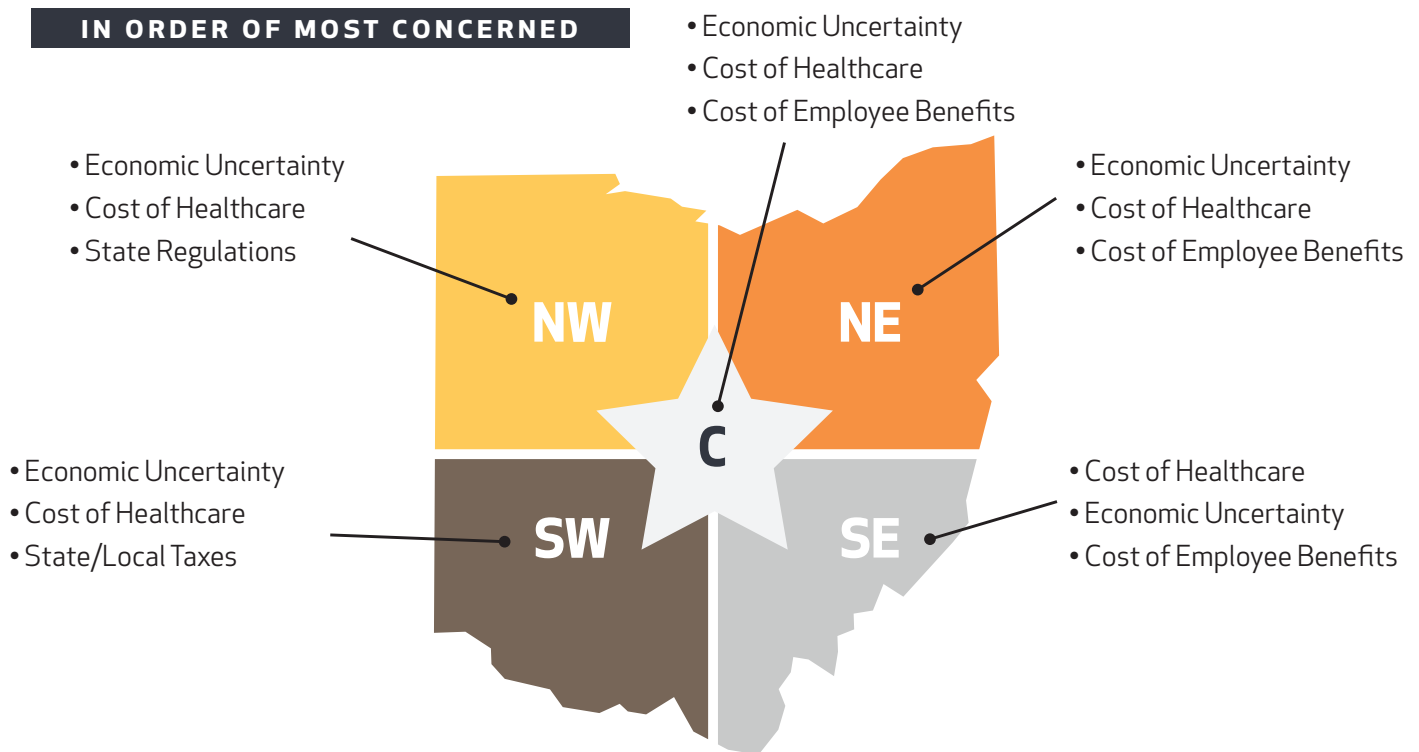 IN ORDER OF MOST CONCERNED
• Economic Uncertainty
• Cost of Healthcare
• Cost of Employee Benefits
• Economic Uncertainty
• Cost of Healthcare
• State Regulations
• Economic Uncertainty
• Cost of Healthcare
• Cost of Employee Benefits
NW
NE
C
• Economic Uncertainty
• Cost of Healthcare
• State/Local Taxes
SW
SE
• Cost of Healthcare
• Economic Uncertainty
• Cost of Employee Benefits